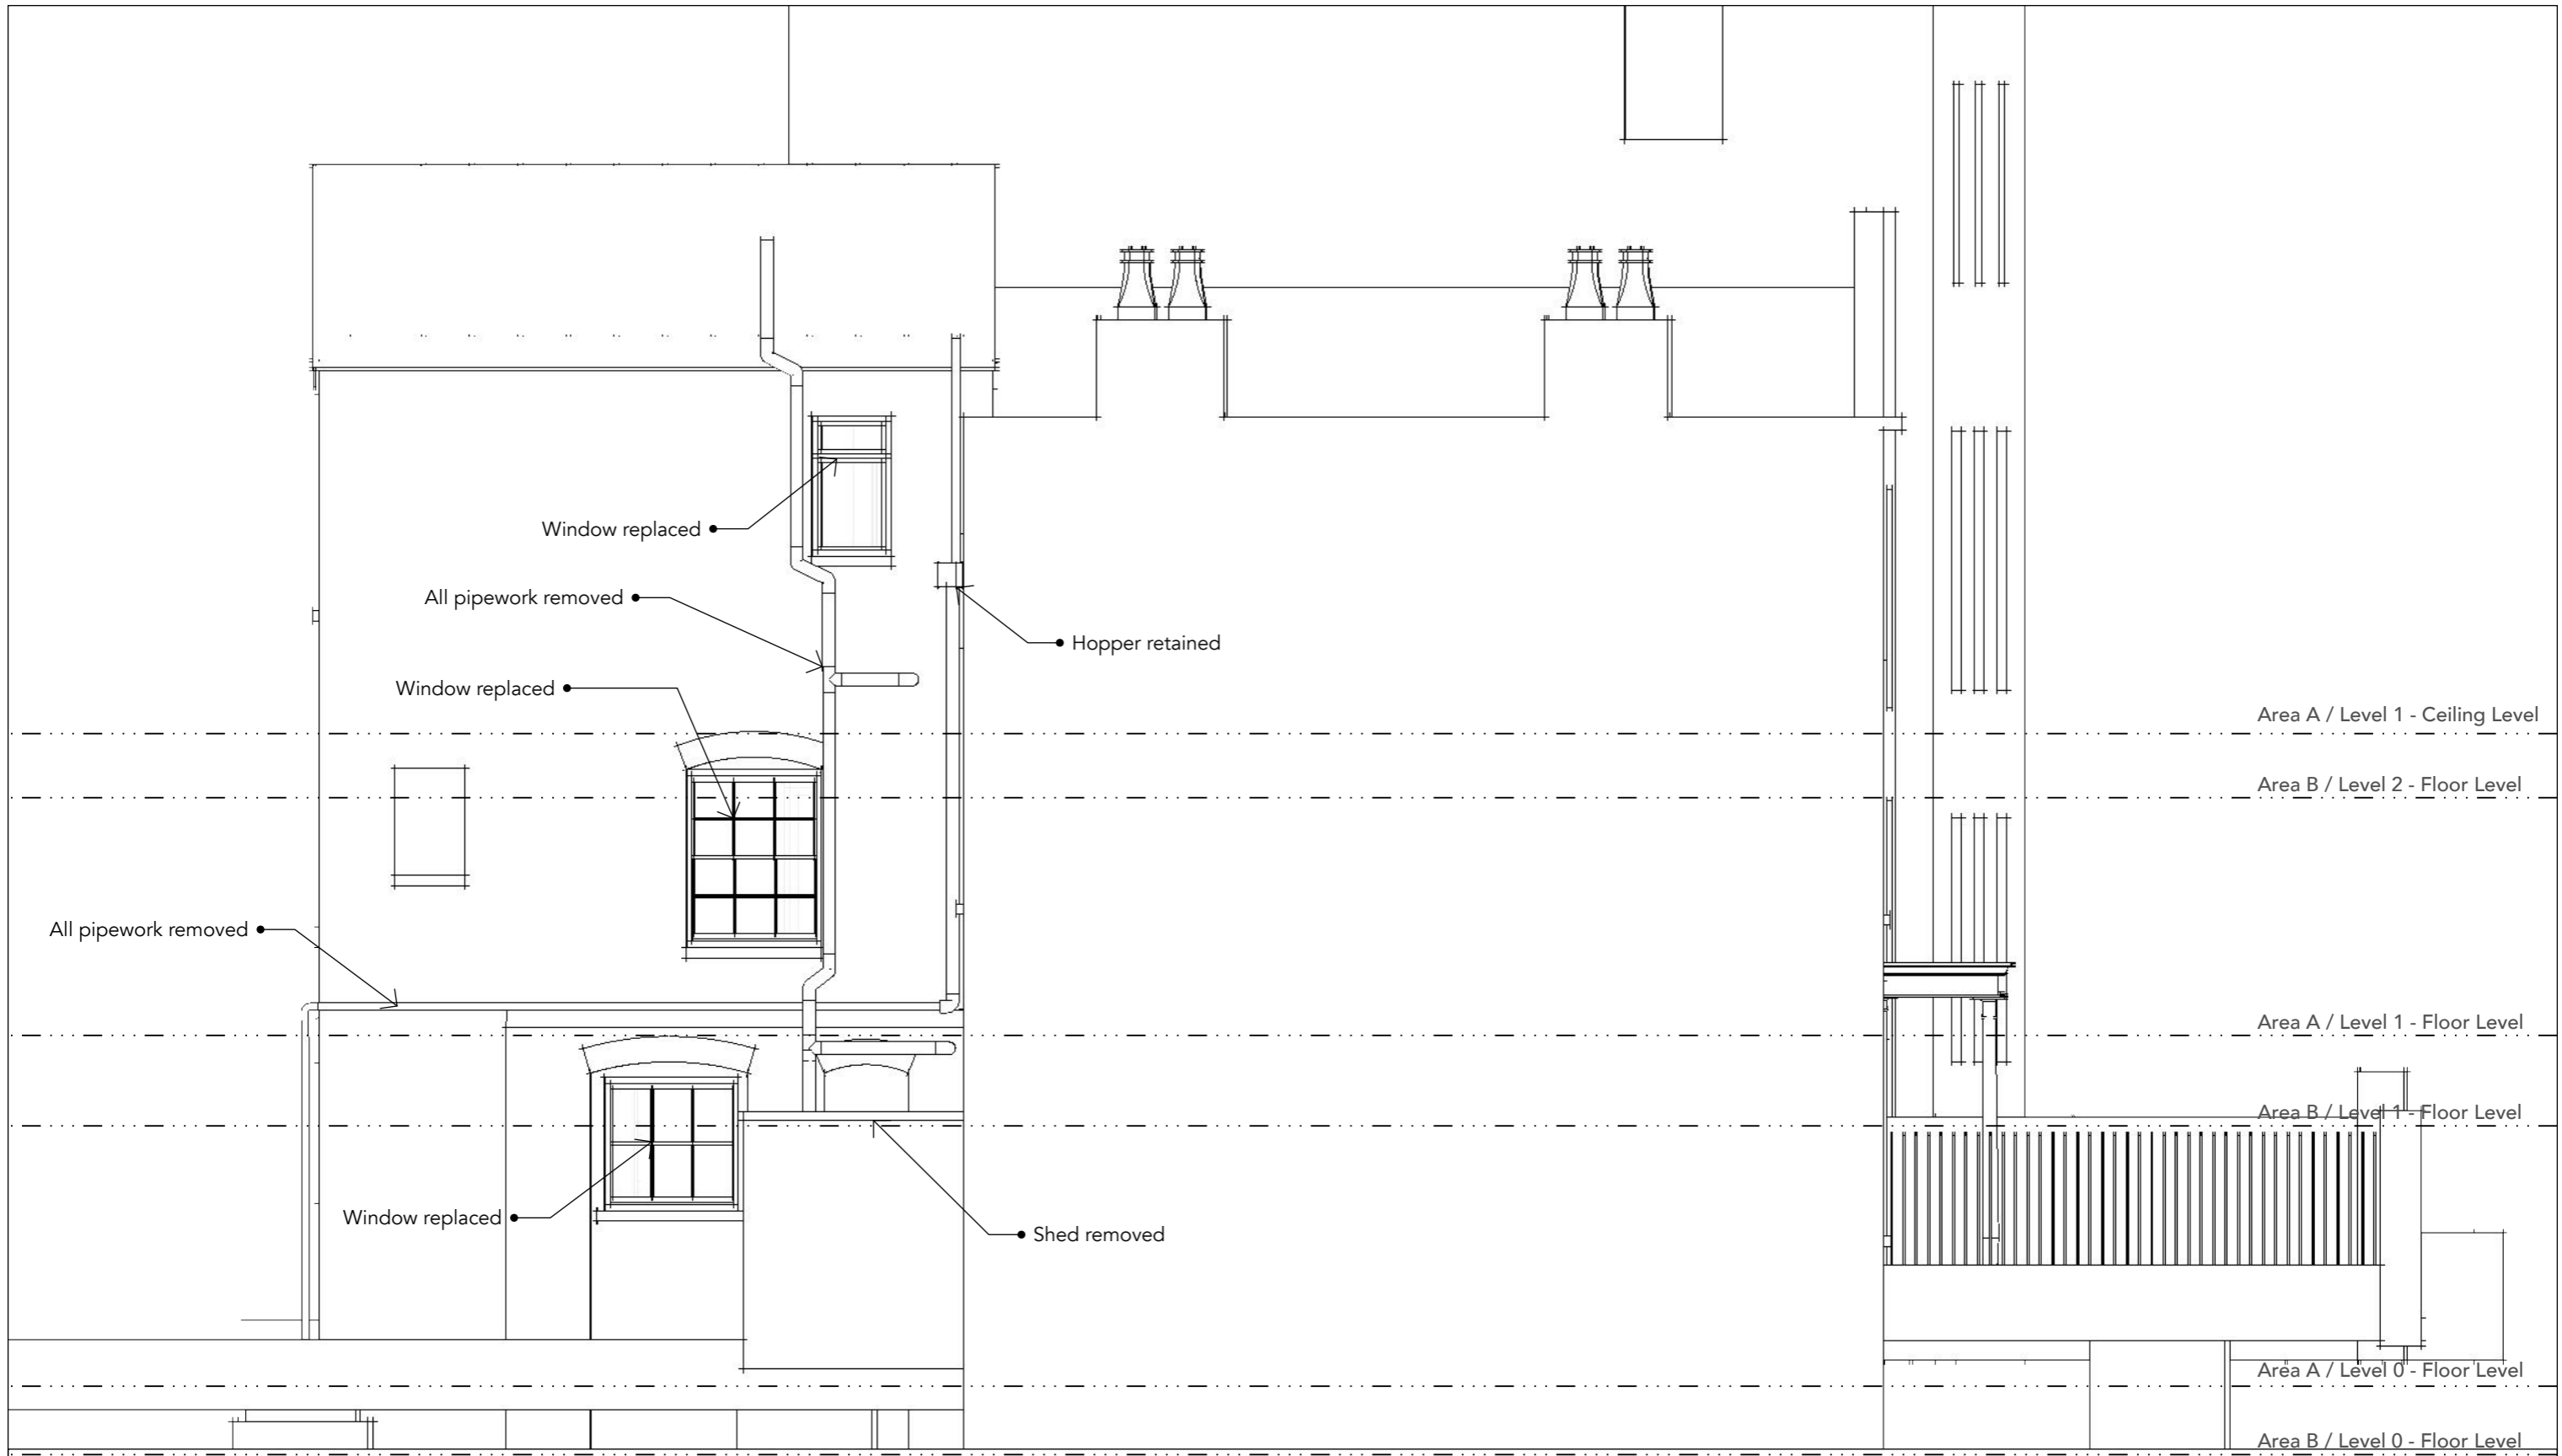 Window replaced
All pipework removed
Hopper retained
Window replaced
Area A / Level 1 - Ceiling Level
Area B / Level 2 - Floor Level
All pipework removed
Area A / Level 1 - Floor Level
Area B / Level 1 - Floor Level
Window replaced
Shed removed
Area A / Level 0 - Floor Level
Area B / Level 0 - Floor Level